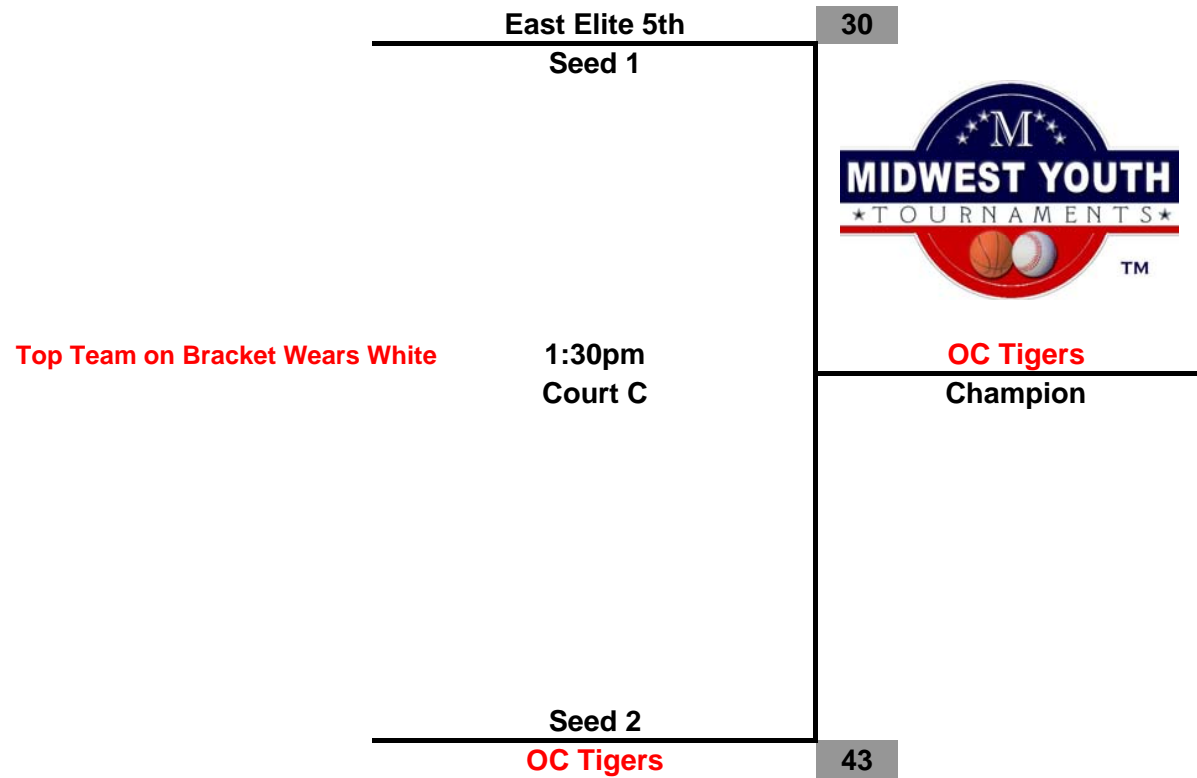 East Elite 5th 30
Seed 1
M
MIDWEST YOUTH
★TOURNAMENTS★
TM
Top Team on Bracket Wears White 1:30pm OC Tigers
Court C Champion
Seed 2
OC Tigers 43